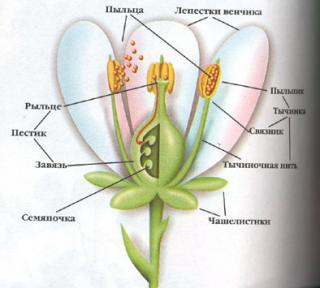 Пыльца
Лепестки венчика
Пыльник
Рыльце
Тычинка
Пестик
Связник
Завязь
Тычиночная нить
Семяпочка
Чашелистики